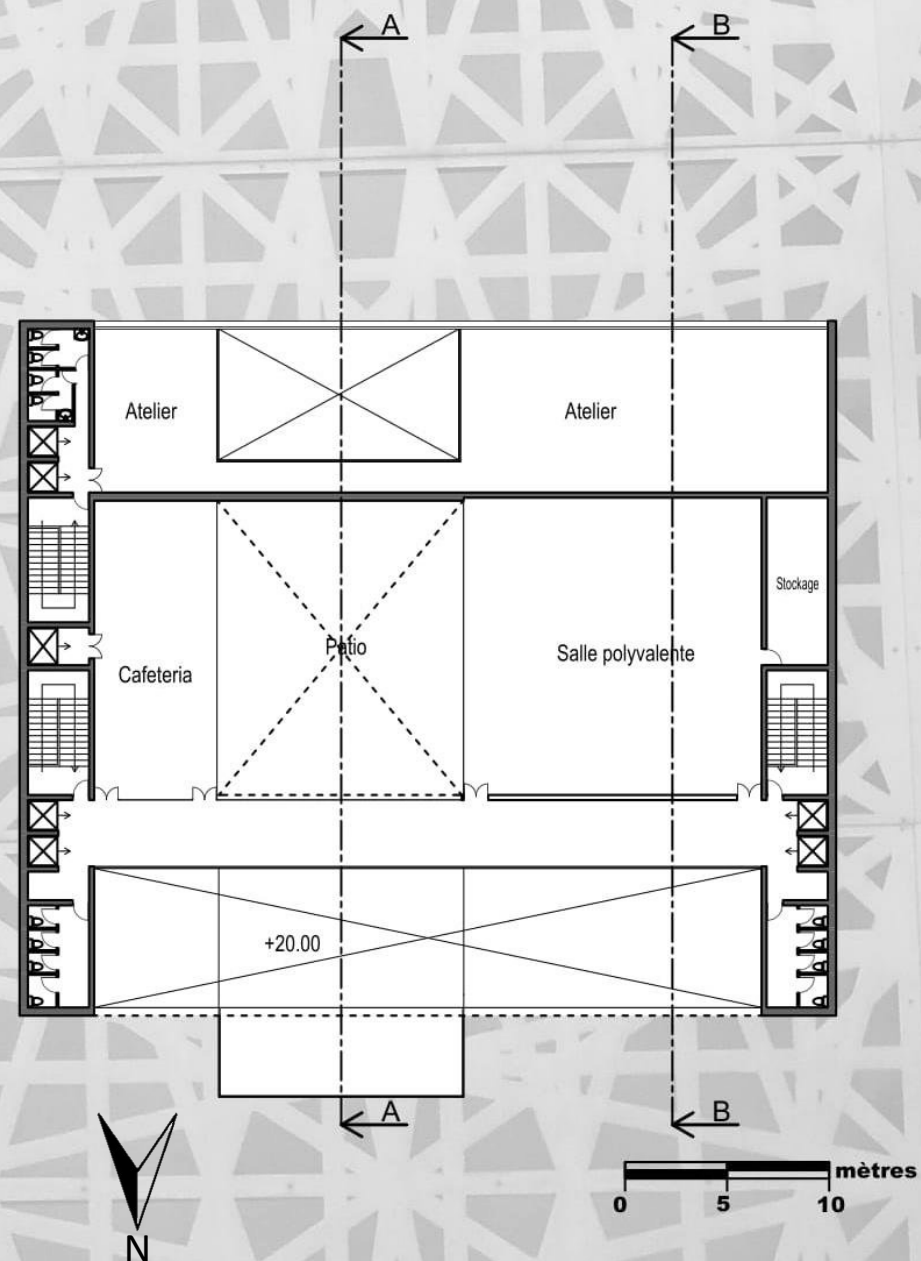 A
B
Atelier
Atelier
Stockage
Patio
Salle polyvalente
Cafeteria
+20.00
A
B
mètres
0 5 10
N